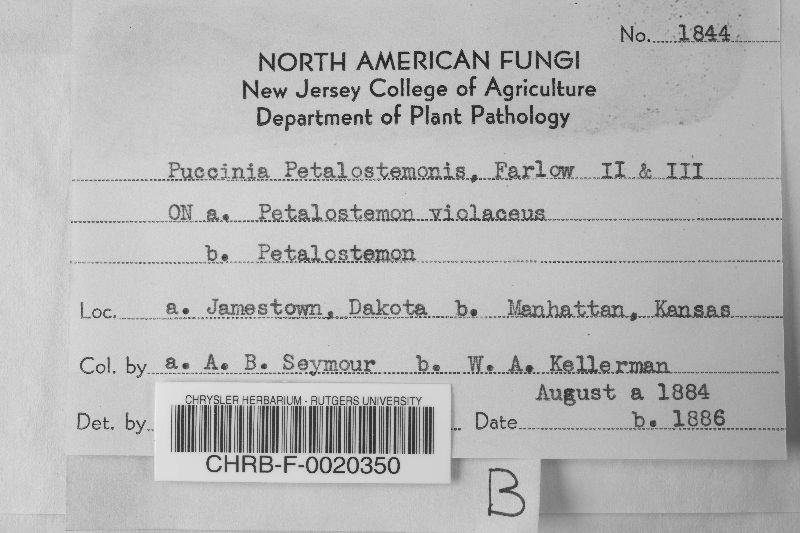 No. 1844
NORTH AMERICAN FUNGI
New Jersey College of Agriculture
Department of Plant Pathology
Puccinia Petalostemonis, Farlow II & III
ON a. Petalostemon violaceus
b. Petalostemon
Loc. a. Jamestown, Dakota b. Manhattan, Kansas
Col. by a. A. B. Seymour b. W. A. Kellerman
August a 1884
Det. by Date b. 1886
CHRYSLER HERBARIUM - RUTGERS UNIVERSITY
CHRB-F-0020350
B